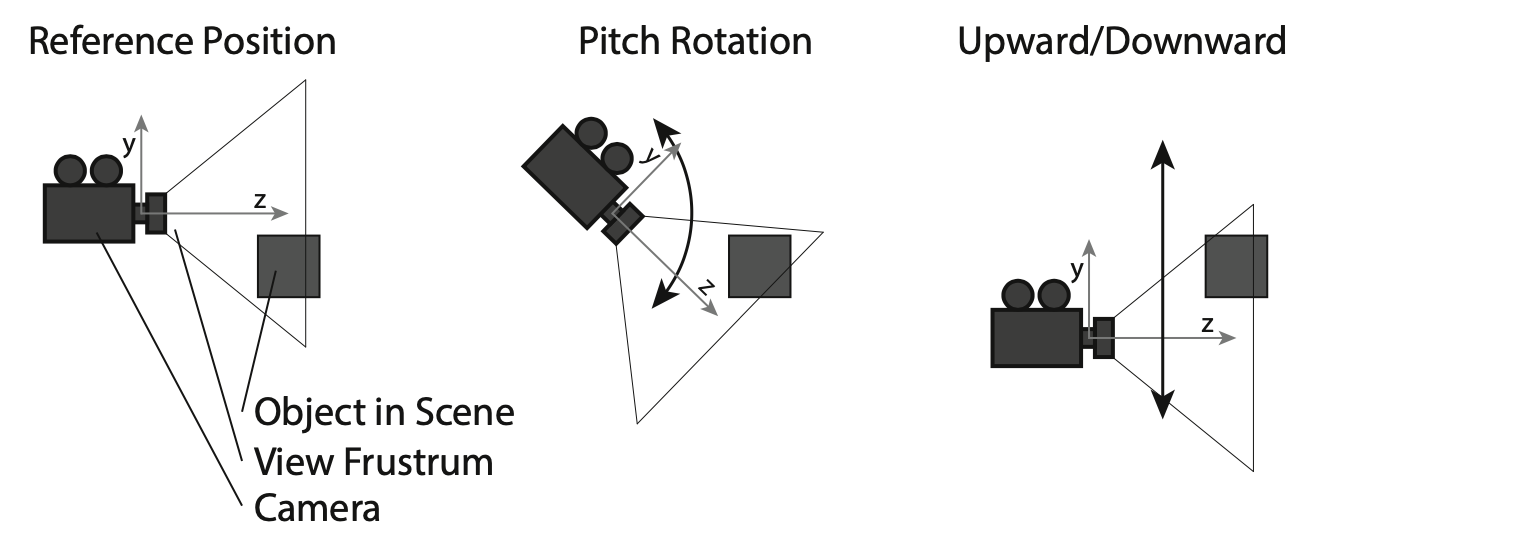 Reference Position
Pitch Rotation
Upward/Downward
y
z
y
z
y
z
Object in Scene
View Frustrum
Camera